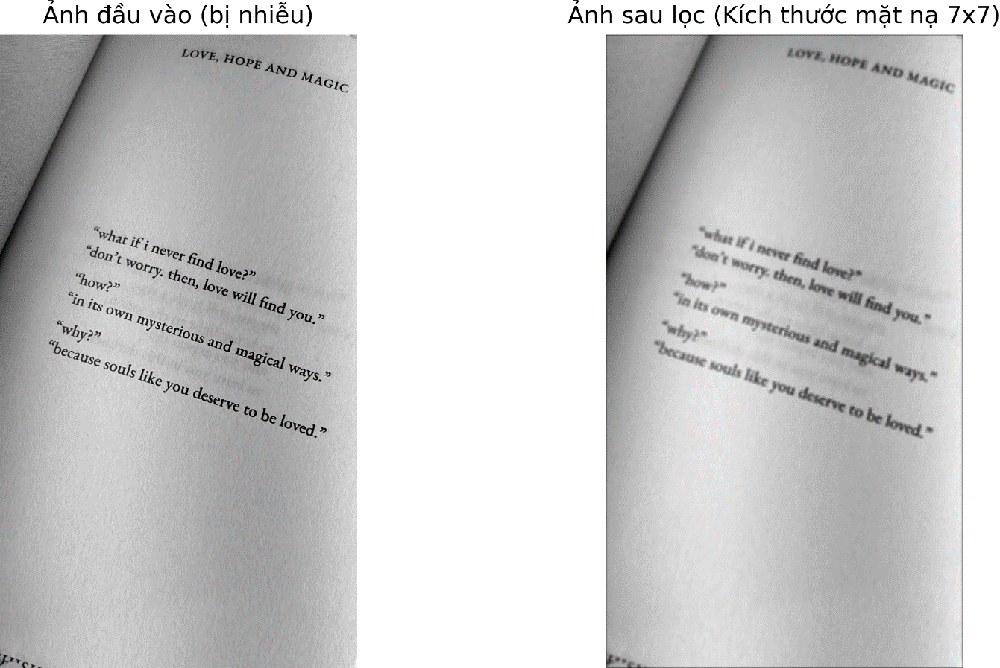 Ảnh đầu vào (bị nhiễu)
LOVE, HOPE AND MAGIC
“what if i never find love?”
“don’t worry. then, love will find you.”
“how?”
“in its own mysterious and magical ways.”
“why?”
“because souls like you deserve to be loved.”
Ảnh sau lọc (Kích thước mặt nạ 7x7)
LOVE, HOPE AND MAGIC
“what if i never find love?”
“don’t worry. then, love will find you.”
“how?”
“in its own mysterious and magical ways.”
“why?”
“because souls like you deserve to be loved.”